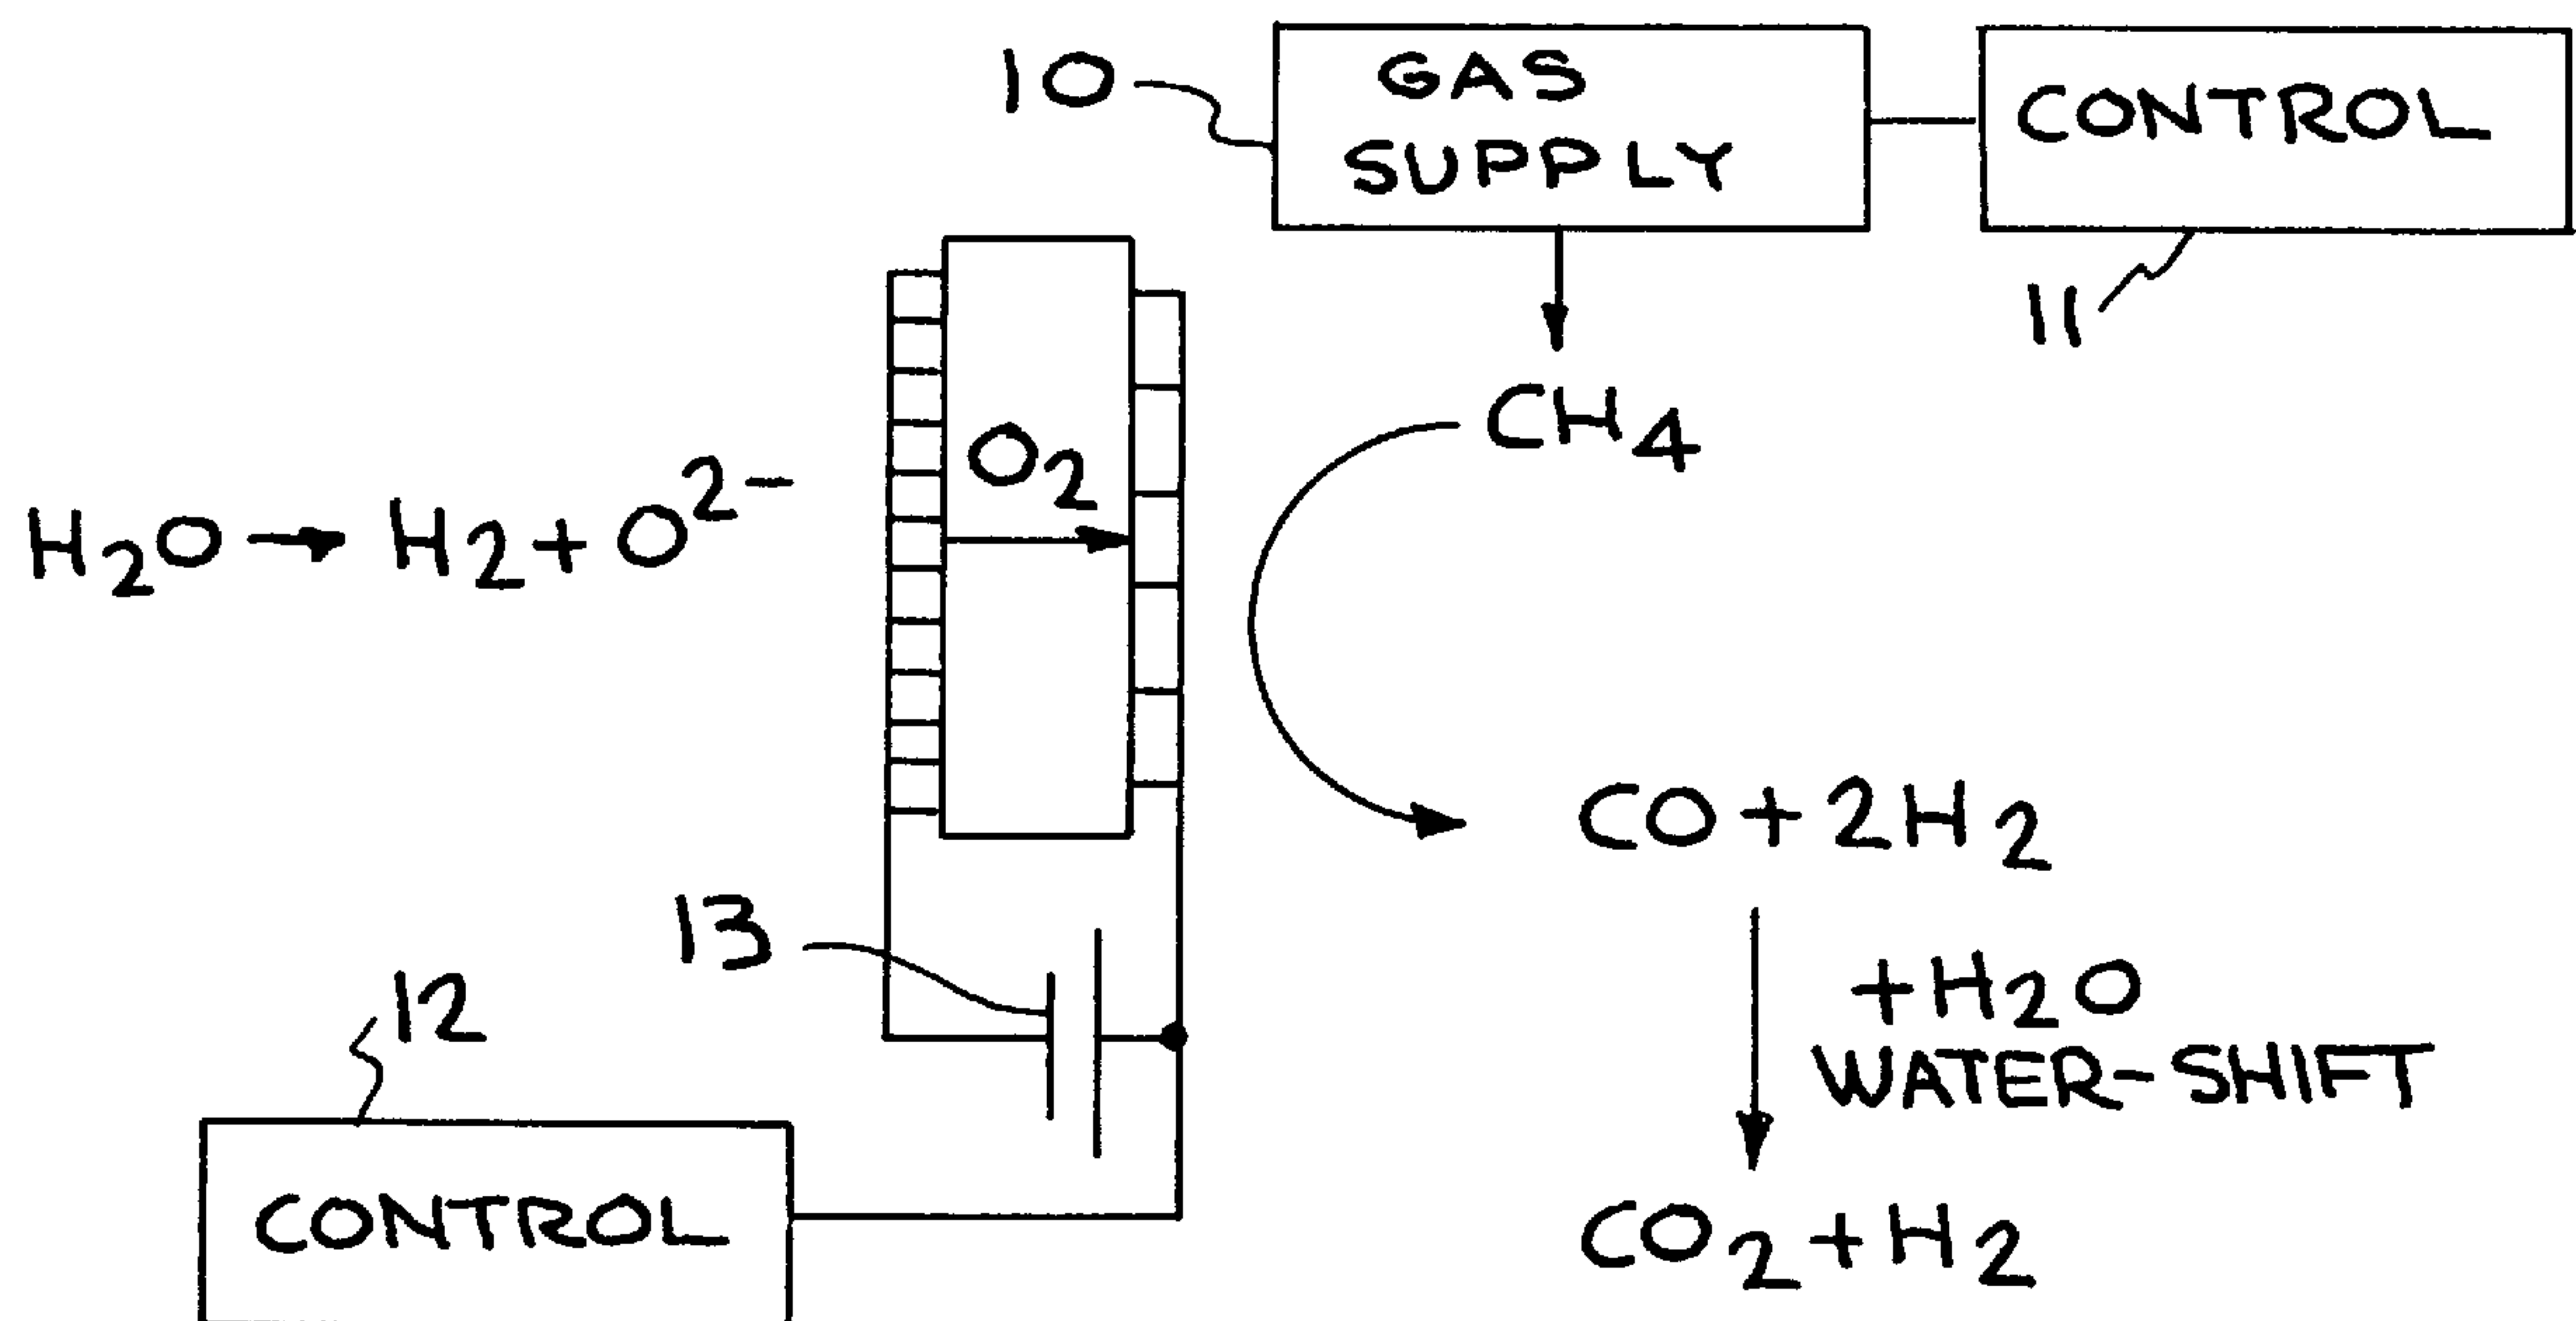 10
GAS
SUPPLY
CONTROL
11
CH₄
O₂
H₂O → H₂ + O²⁻
CO + 2H₂
13
+H₂O
WATER-SHIFT
12
CONTROL
CO₂ + H₂